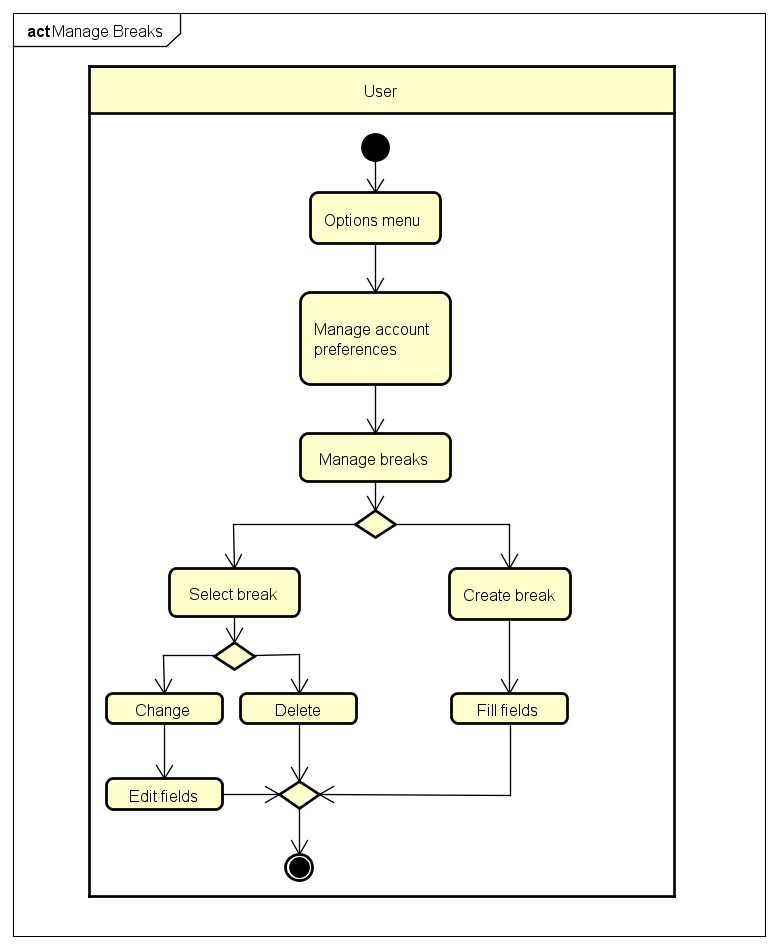 act Manage Breaks
User
Options menu
Manage account
preferences
Manage breaks
Select break
Create break
Change
Delete
Fill fields
Edit fields